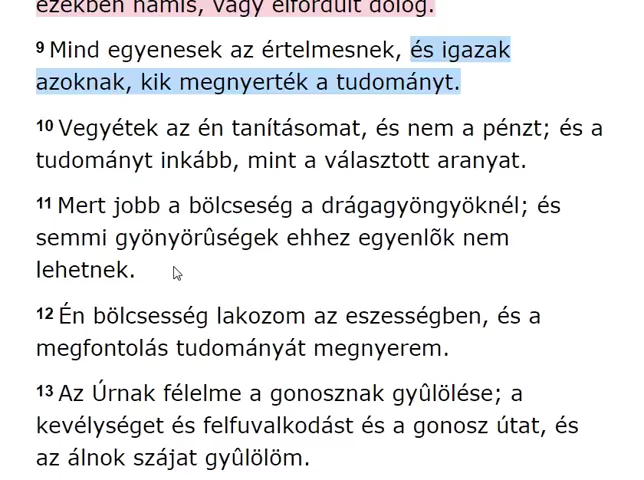 ezekben hamis, vagy elfordult dolog.
9 Mind egyenesek az értelmesnek, és igazak
azoknak, kik megnyerték a tudományt.
10 Vegyétek az én tanításomat, és nem a pénzt; és a
tudományt inkább, mint a választott aranyat.
11 Mert jobb a bölcseség a drágagyöngyöknél; és
semmi gyönyörûségek ehhez egyenlõk nem
lehetnek.
12 Én bölcsesség lakozom az eszességben, és a
megfontolás tudományát megnyerem.
13 Az Úrnak félelme a gonosznak gyûlölése; a
kevélységet és felfuvalkodást és a gonosz útat, és
az álnok szájat gyûlölöm.